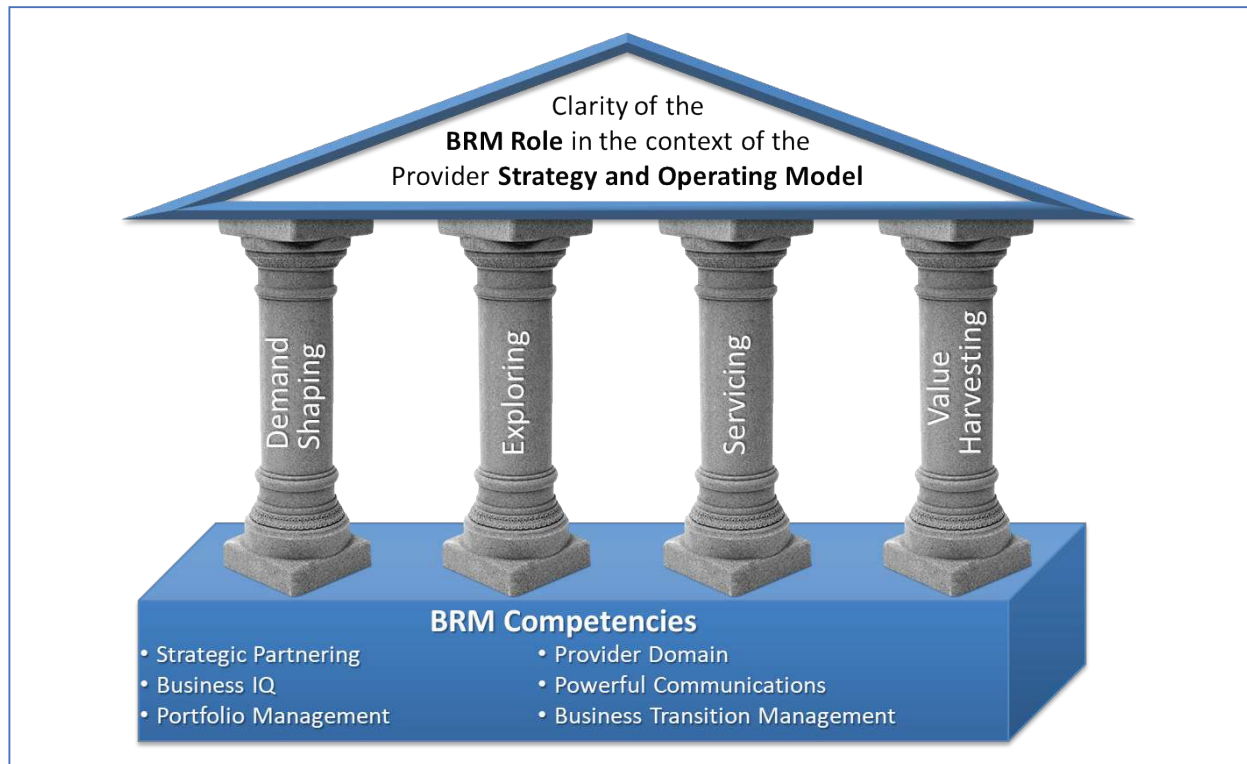 Clarity of the
BRM Role in the context of the
Provider Strategy and Operating Model
Demand
Shaping
Exploring
Servicing
Value
Harvesting
BRM Competencies
• Strategic Partnering
• Business IQ
• Portfolio Management
• Provider Domain
• Powerful Communications
• Business Transition Management